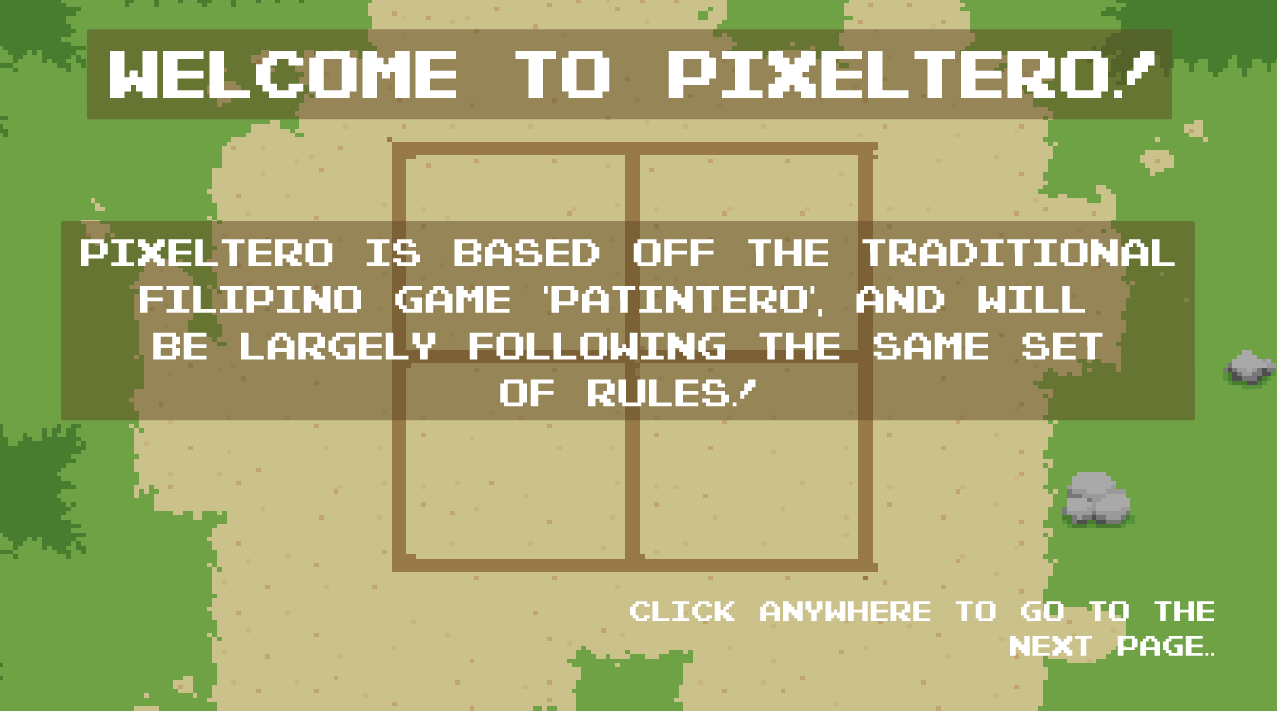 WELCOME TO PIXELTERO!
PIXELTERO IS BASED OFF THE TRADITIONAL
FILIPINO GAME 'PATINTERO', AND WILL
BE LARGELY FOLLOWING THE SAME SET
OF RULES!
CLICK ANYWHERE TO GO TO THE
NEXT PAGE..